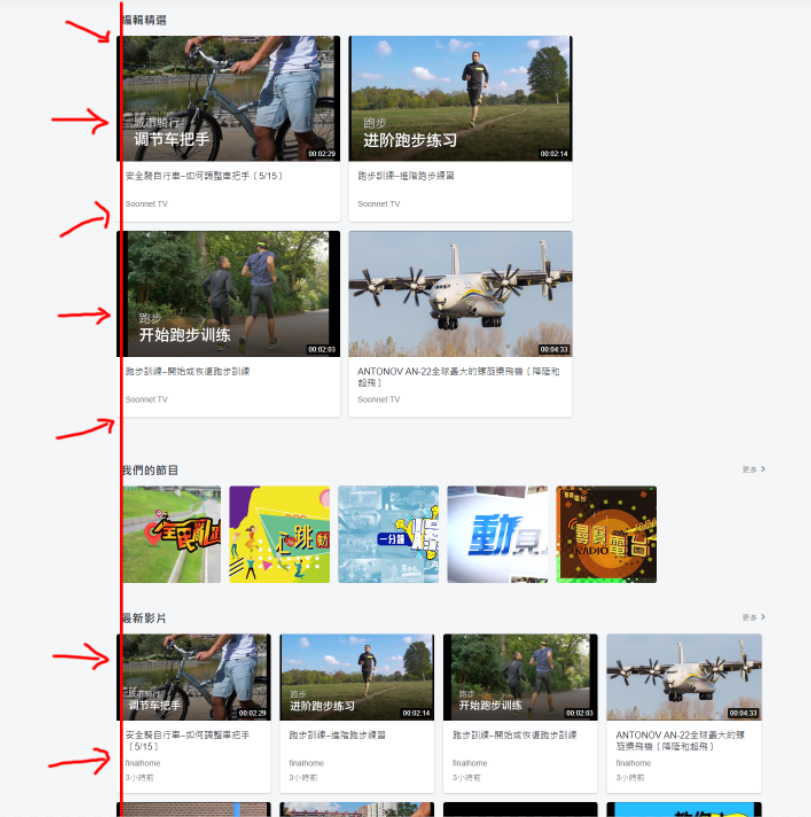 編輯精選
城市騎行
调节车把手
00:02:29
跑步
进阶跑步练习
00:02:14
安全騎自行車–如何調整車把手〔5/15〕
Soonnet TV
跑步訓練–進階跑步練習
Soonnet TV
跑步
开始跑步训练
00:02:03
00:04:33
跑步訓練–開始或恢復跑步訓練
Soonnet TV
ANTONOV AN-22全球最大的螺旋槳飛機〔降陸和
起飛〕
Soonnet TV
我們的節目
更多
全民
心跳動
一分鐘
動
尋寶電台
RADIO
最新影片
更多
城市騎行
调节车把手
00:02:29
跑步
进阶跑步练习
00:02:14
跑步
开始跑步训练
00:02:03
00:04:33
安全騎自行車–如何調整車把手
〔5/15〕
finalhome
3小時前
跑步訓練–進階跑步練習
finalhome
3小時前
跑步訓練–開始或恢復跑步訓練
finalhome
3小時前
ANTONOV AN-22全球最大的螺
旋槳飛機〔降陸和起飛〕
finalhome
3小時前